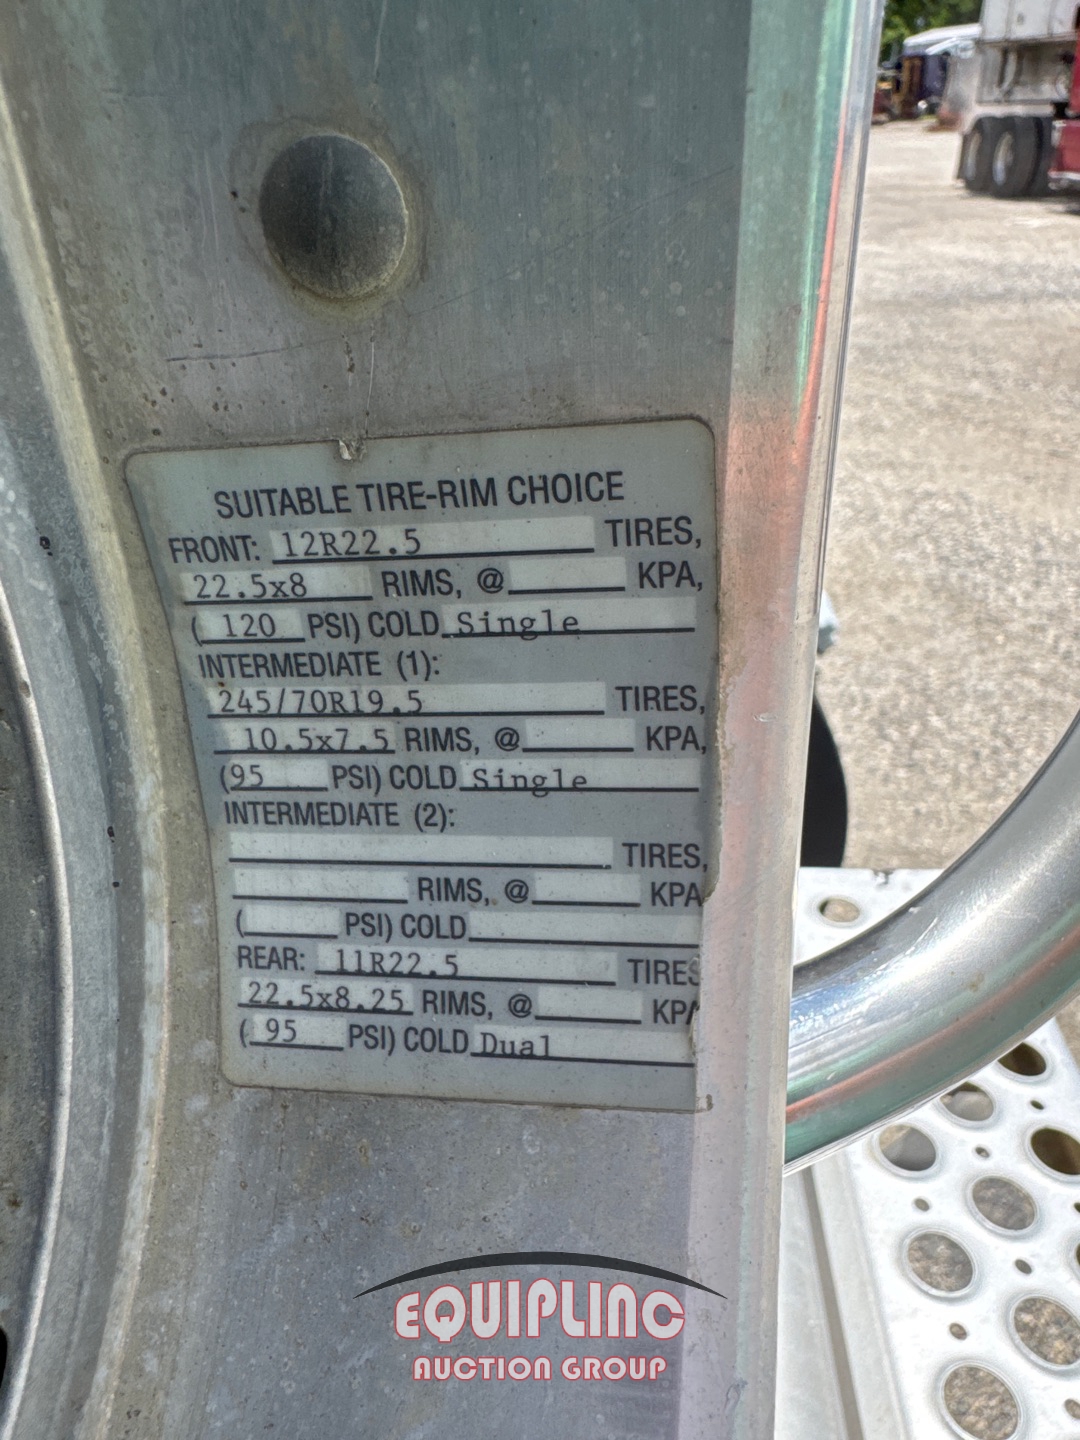 SUITABLE TIRE-RIM CHOICE
FRONT: 12R22.5 TIRES,
22.5x8 RIMS, @ KPA,
( 120 PSI) COLD Single
INTERMEDIATE (1):
245/70R19.5 TIRES,
10.5x7.5 RIMS, @ KPA,
(95 PSI) COLD Single
INTERMEDIATE (2):
TIRES,
RIMS, @ KPA
( PSI) COLD
REAR: 11R22.5 TIRES
22.5x8.25 RIMS, @ KPA
( 95 PSI) COLD Dual
EQUIPLINC
AUCTION GROUP